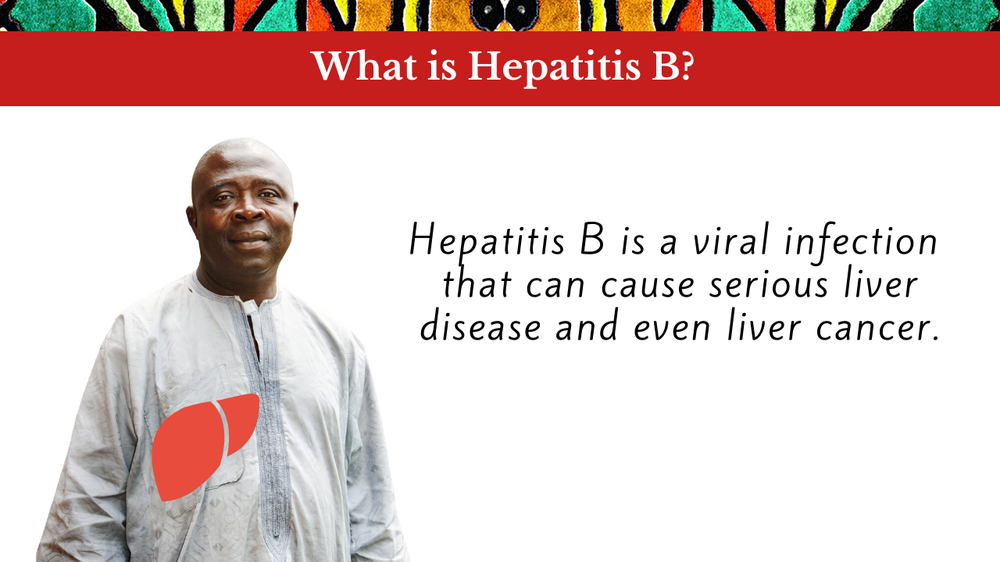 What is Hepatitis B?
Hepatitis B is a viral infection
that can cause serious liver
disease and even liver cancer.